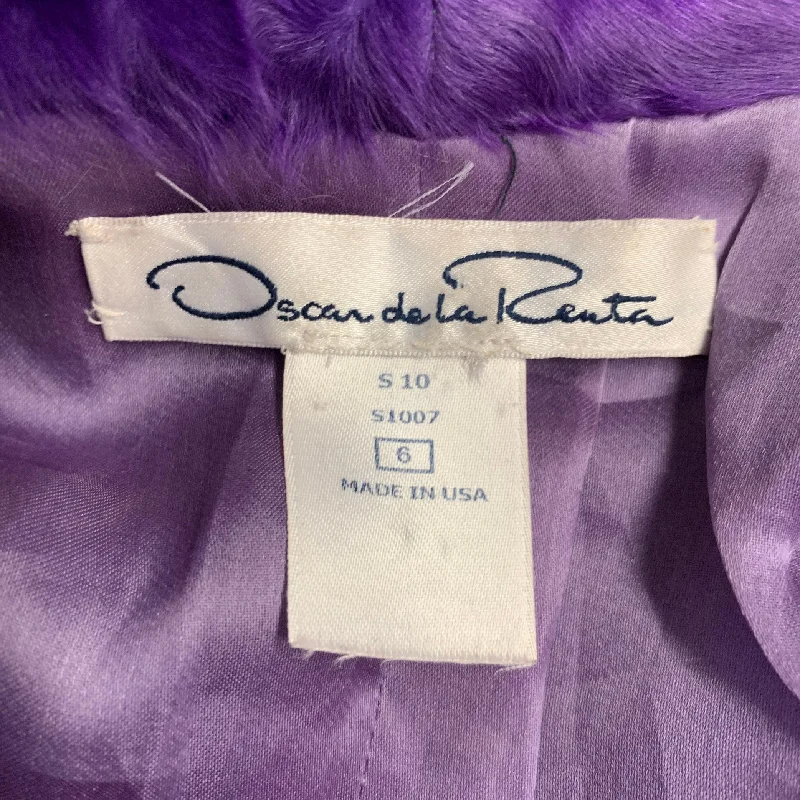 Oscar de la Renta
S 10
S1007
6
MADE IN USA